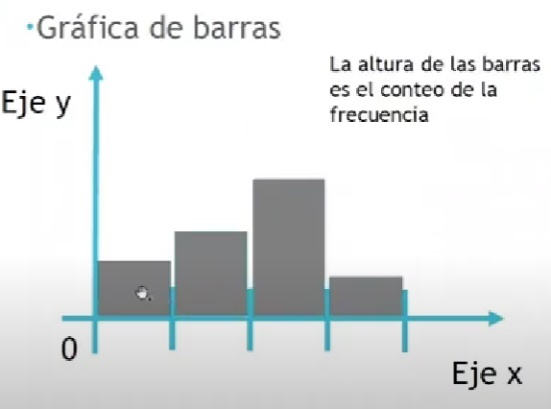 ·Gráfica de barras
La altura de las barras
es el conteo de la
frecuencia
Eje y
0
Eje x